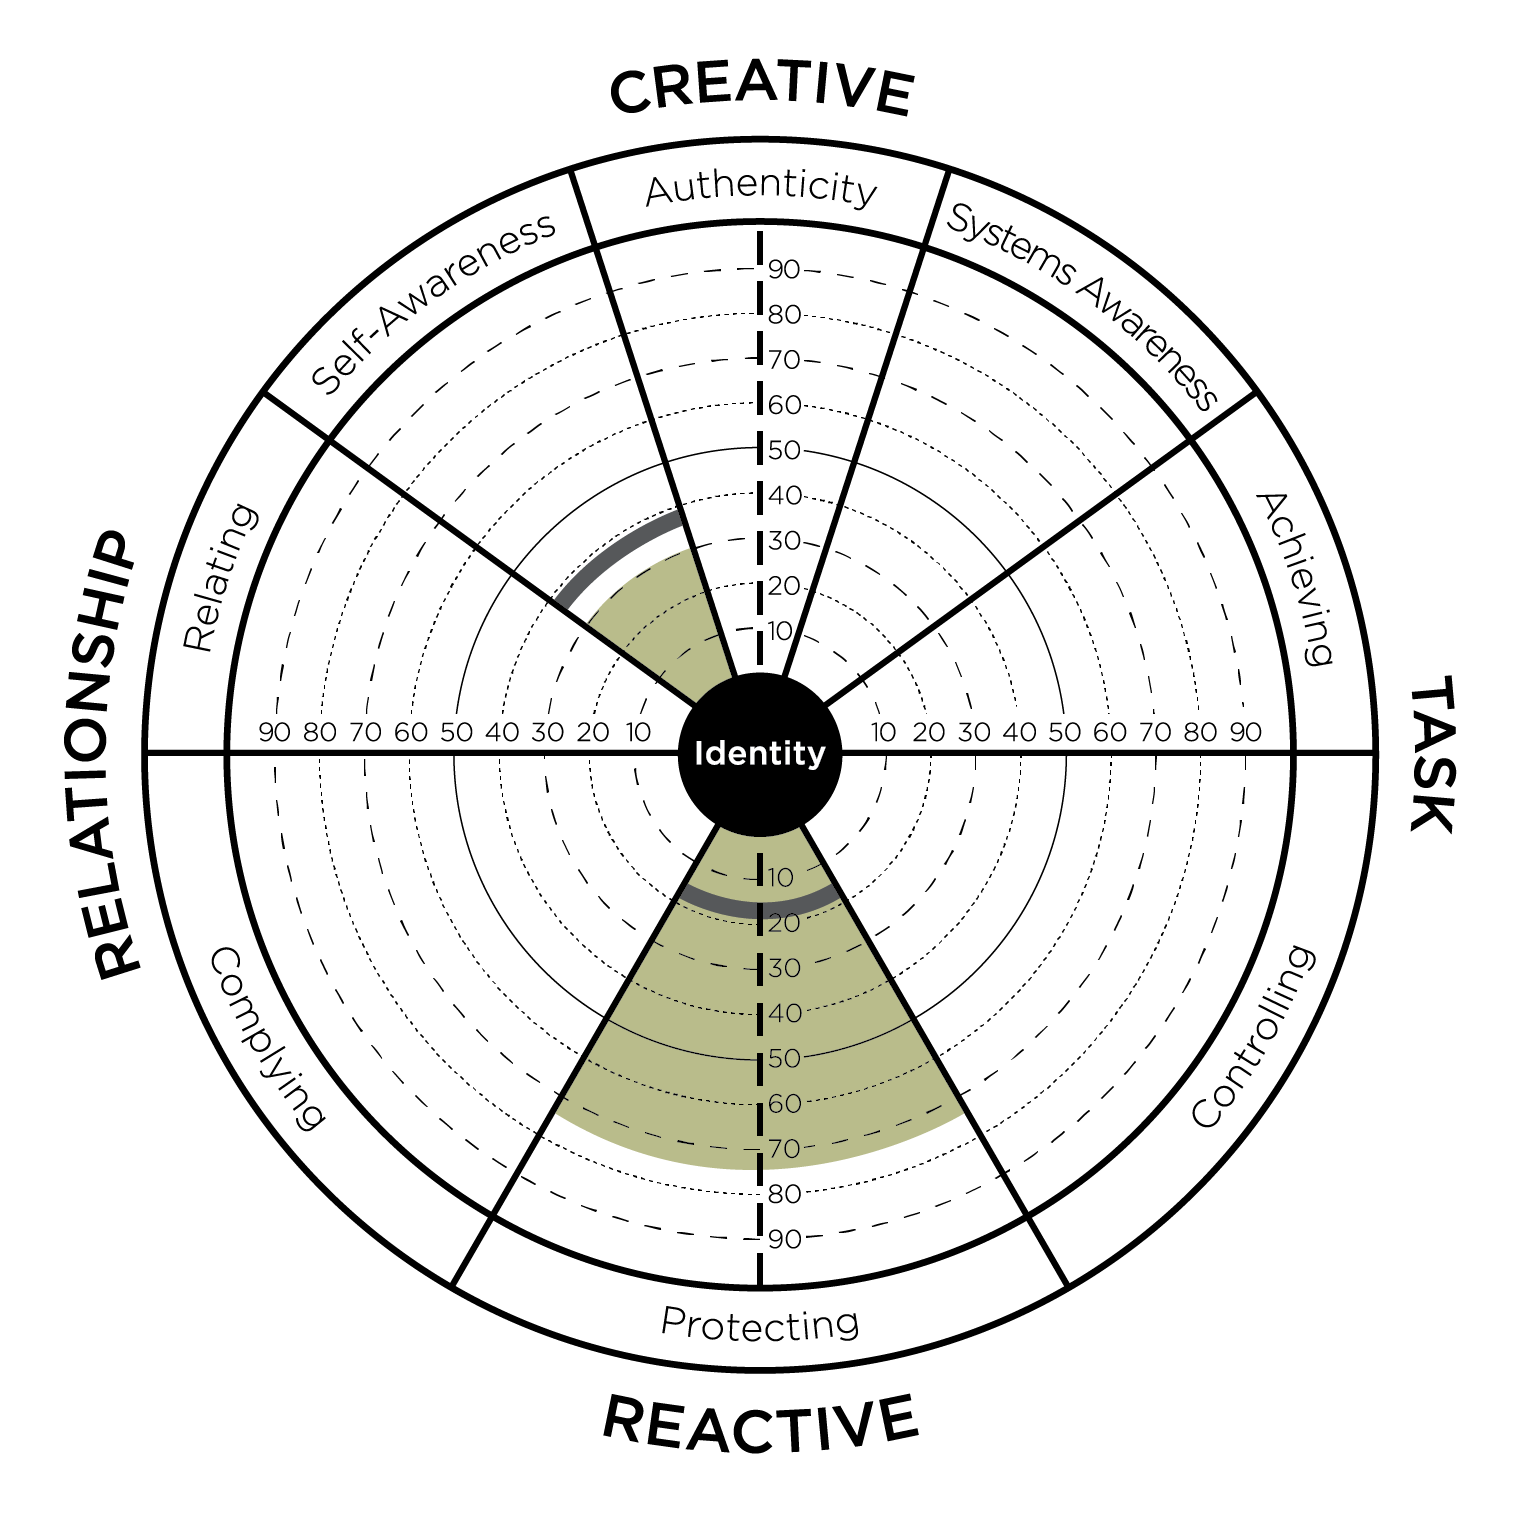 CREATIVE
Authenticity
Self-Awareness
Systems Awareness
Relating
Achieving
RELATIONSHIP
TASK
90
80
70
60
50
40
30
20
10
90 80 70 60 50 40 30 20 10
10 20 30 40 50 60 70 80 90
Identity
10
20
30
40
50
60
70
80
90
Complying
Controlling
Protecting
REACTIVE